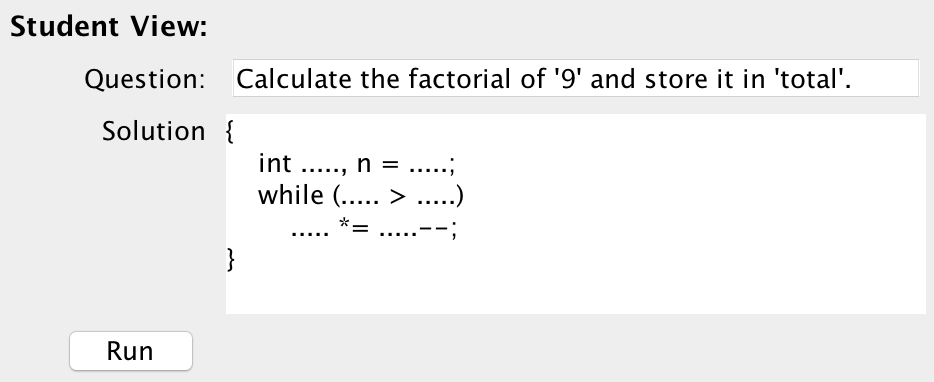 Student View:
Question: Calculate the factorial of '9' and store it in 'total'.
Solution {
int ....., n = .....;
while (..... > .....)
..... *= .....--;
}
Run